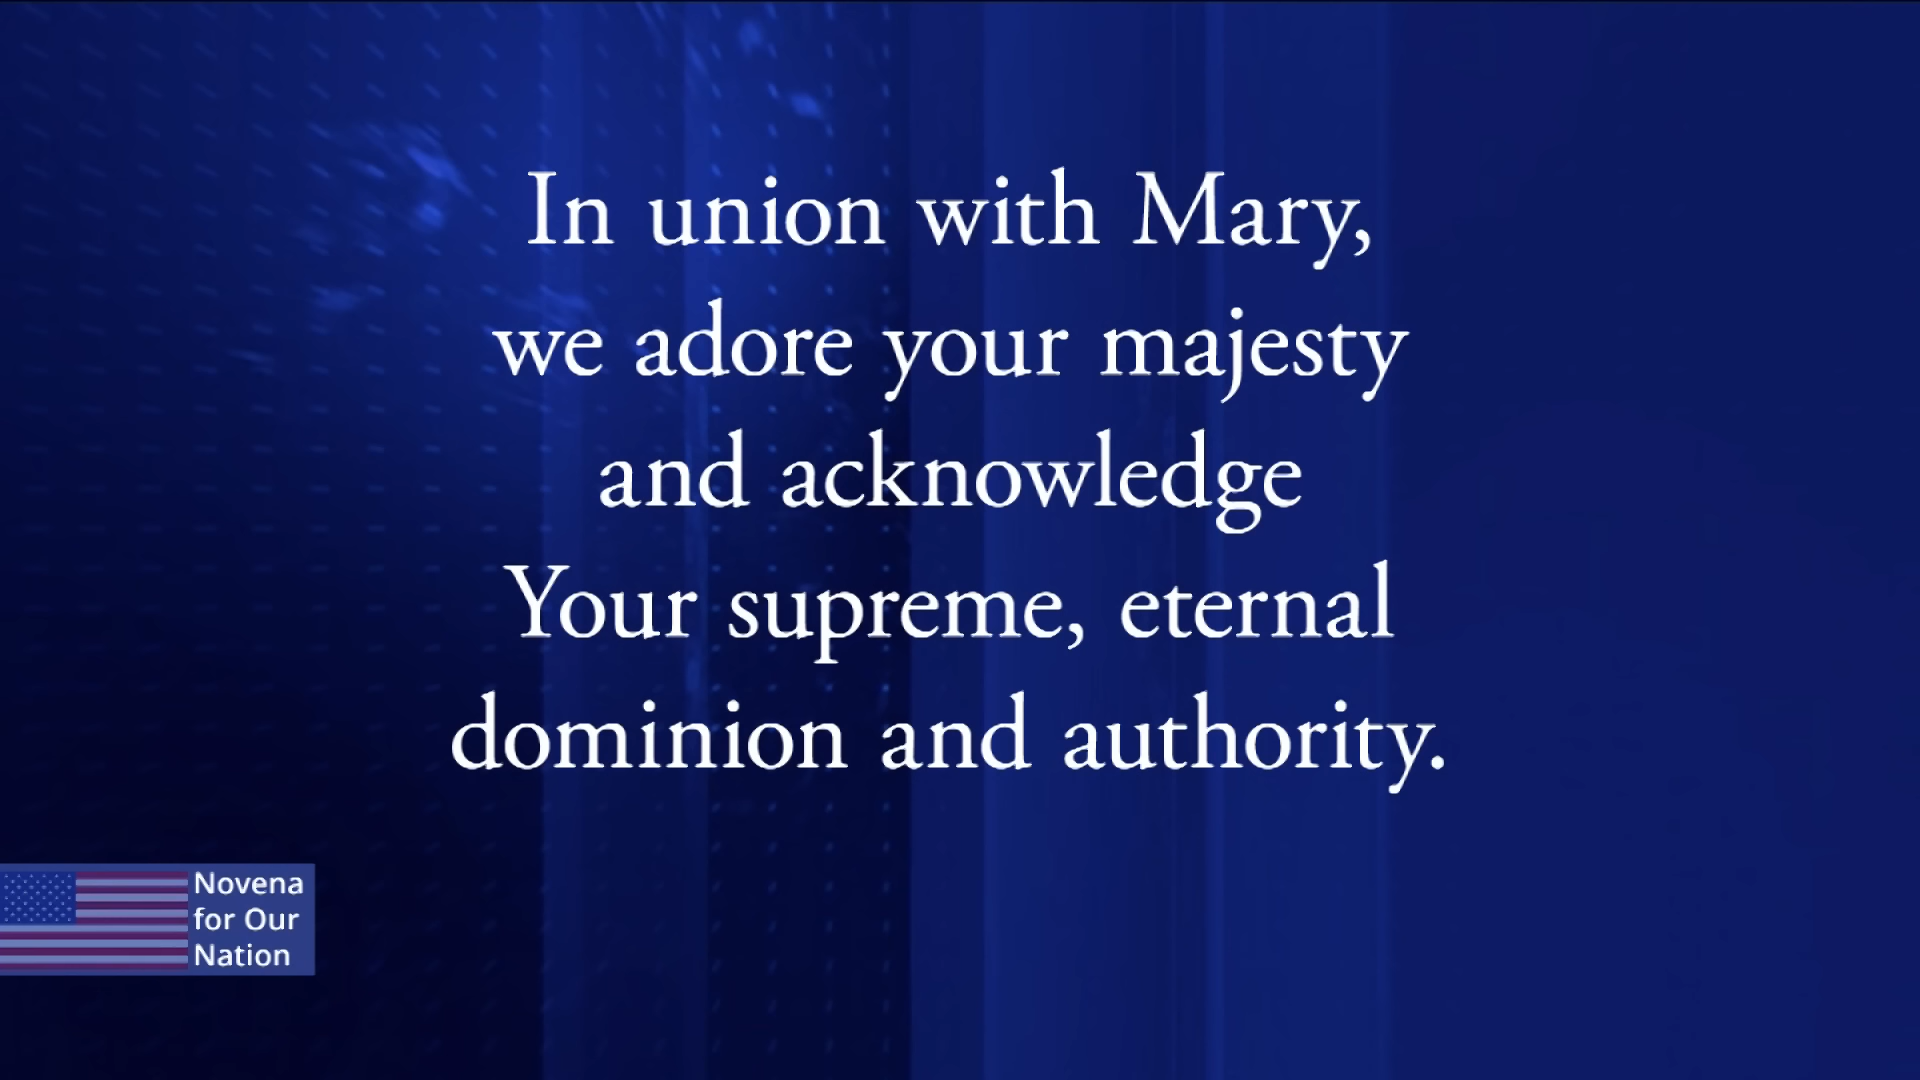 In union with Mary,
we adore your majesty
and acknowledge
Your supreme, eternal
dominion and authority.
Novena
for Our
Nation